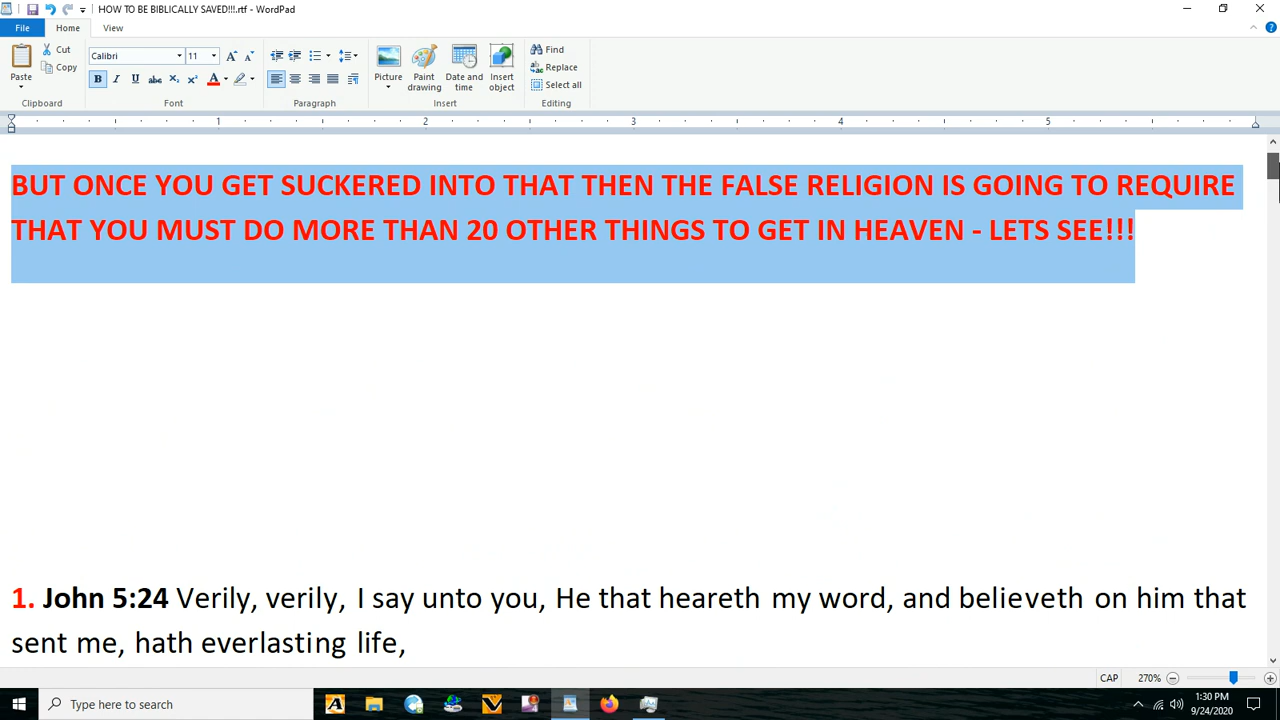 HOW TO BE BIBLICALLY SAVED!!!.rtf - WordPad
File
Home
View
Paste
Cut
Copy
Clipboard
Calibri
11
Font
Paragraph
Picture
Paint drawing
Date and time
Insert object
Insert
Find
Replace
Select all
Editing
1 2 3 4 5
BUT ONCE YOU GET SUCKERED INTO THAT THEN THE FALSE RELIGION IS GOING TO REQUIRE
THAT YOU MUST DO MORE THAN 20 OTHER THINGS TO GET IN HEAVEN - LETS SEE!!!
1. John 5:24 Verily, verily, I say unto you, He that heareth my word, and believeth on him that
sent me, hath everlasting life,
CAP 270%
Type here to search
1:30 PM
9/24/2020